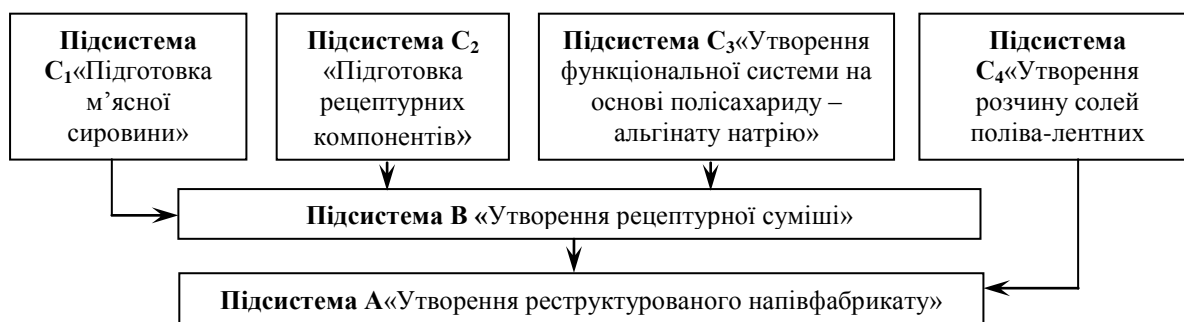 Підсистема
С₁«Підготовка
м’ясної
сировини»
Підсистема С₂
«Підготовка
рецептурних
компонентів»
Підсистема С₃«Утворення
функціональної системи на
основі полісахариду –
альгінату натрію»
Підсистема
С₄«Утворення
розчину солей
поліва-лентних
Підсистема В «Утворення рецептурної суміші»
Підсистема А«Утворення реструктурованого напівфабрикату»